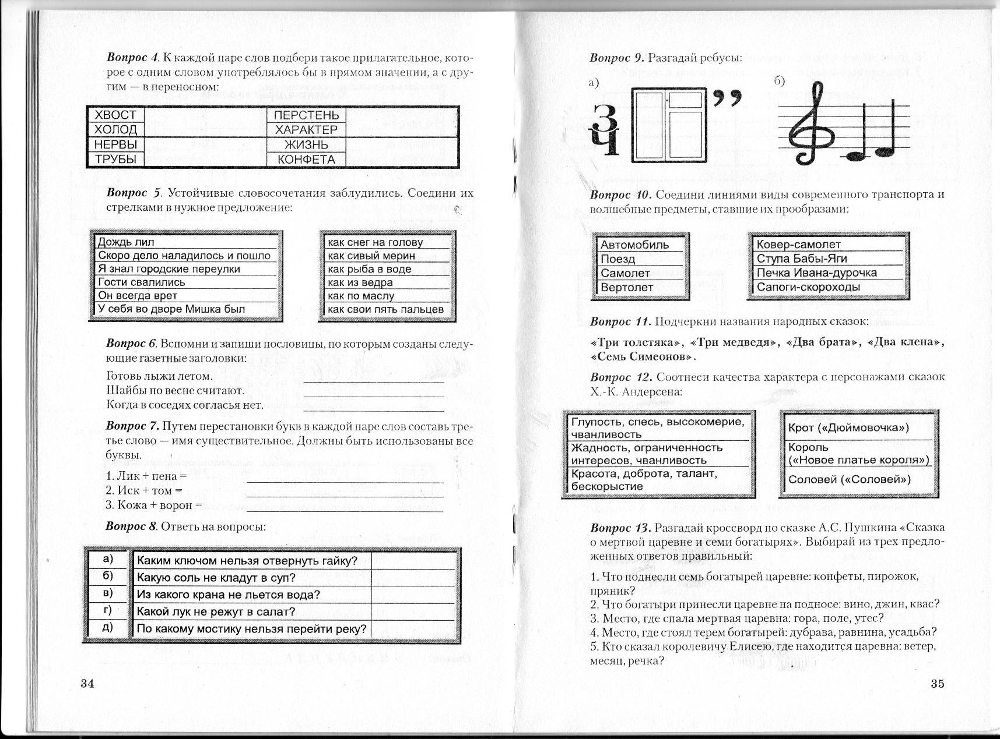 Вопрос 4. К каждой паре слов подбери такое прилагательное, кото-
рое с одним словом употреблялось бы в прямом значении, а с дру-
гим — в переносном:
ХВОСТ ПЕРСТЕНЬ
ХОЛОД ХАРАКТЕР
НЕРВЫ ЖИЗНЬ
ТРУБЫ КОНФЕТА
Вопрос 5. Устойчивые словосочетания заблудились. Соедини их
стрелками в нужное предложение:
Дождь лил
Скоро дело наладилось и пошло
Я знал городские переулки
Гости свалились
Он всегда врет
У себя во дворе Мишка был
как снег на голову
как сивый мерин
как рыба в воде
как из ведра
как по маслу
как свои пять пальцев
Вопрос 6. Вспомни и запиши пословицы, по которым созданы следу-
ющие газетные заголовки:
Готовь лыжи летом.
Шайбы по весне считают.
Когда в соседях согласья нет.
Вопрос 7. Путем перестановки букв в каждой паре слов составь тре-
тье слово — имя существительное. Должны быть использованы все
буквы.
1. Лик + пена =
2. Иск + том =
3. Кожа + ворон =
Вопрос 8. Ответь на вопросы:
а) Каким ключом нельзя отвернуть гайку?
б) Какую соль не кладут в суп?
в) Из какого крана не льется вода?
г) Какой лук не режут в салат?
д) По какому мостику нельзя перейти реку?
34
Вопрос 9. Разгадай ребусы:
а) б)
З
Ч
,,
Вопрос 10. Соедини линиями виды современного транспорта и
волшебные предметы, ставшие их прообразами:
Автомобиль
Поезд
Самолет
Вертолет
Ковер-самолет
Ступа Бабы-Яги
Печка Ивана-дурочка
Сапоги-скороходы
Вопрос 11. Подчеркни названия народных сказок:
«Три толстяка», «Три медведя», «Два брата», «Два клена»,
«Семь Симеонов».
Вопрос 12. Соотнеси качества характера с персонажами сказок
Х.-К. Андерсена:
Глупость, спесь, высокомерие,
чванливость
Жадность, ограниченность
интересов, чванливость
Красота, доброта, талант,
бескорыстие
Крот («Дюймовочка»)
Король
(«Новое платье короля»)
Соловей («Соловей»)
Вопрос 13. Разгадай кроссворд по сказке А.С. Пушкина «Сказка
о мертвой царевне и семи богатырях». Выбирай из трех предло-
женных ответов правильный:
1. Что поднесли семь богатырей царевне: конфеты, пирожок,
пряник?
2. Что богатыри принесли царевне на подносе: вино, джин, квас?
3. Место, где спала мертвая царевна: гора, поле, утес?
4. Место, где стоял терем богатырей: дубрава, равнина, усадьба?
5. Кто сказал королевичу Елисею, где находится царевна: ветер,
месяц, речка?
35